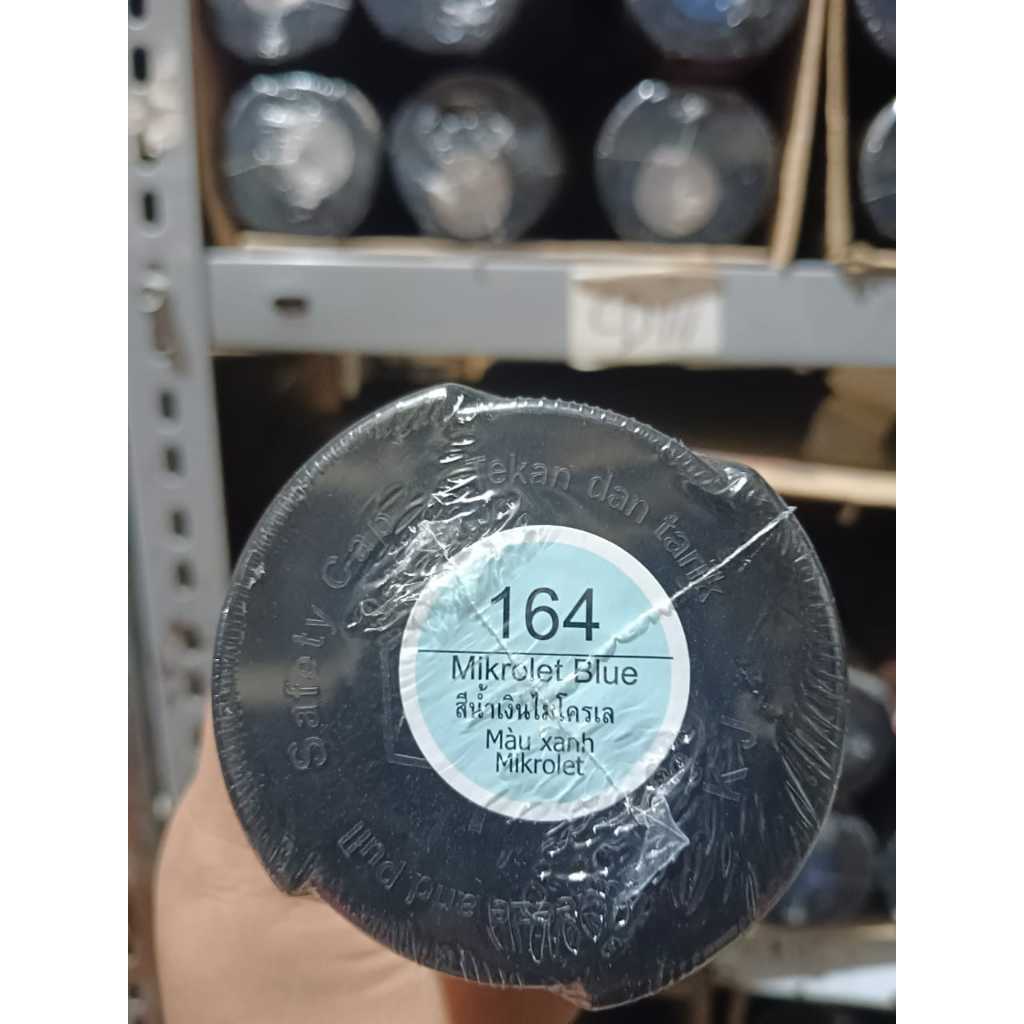 164
Mikrolet Blue
สีน้ำเงินไมโครเล
Màu xanh
Mikrolet
Safety Cap
Tekan dan tarik
and Pull